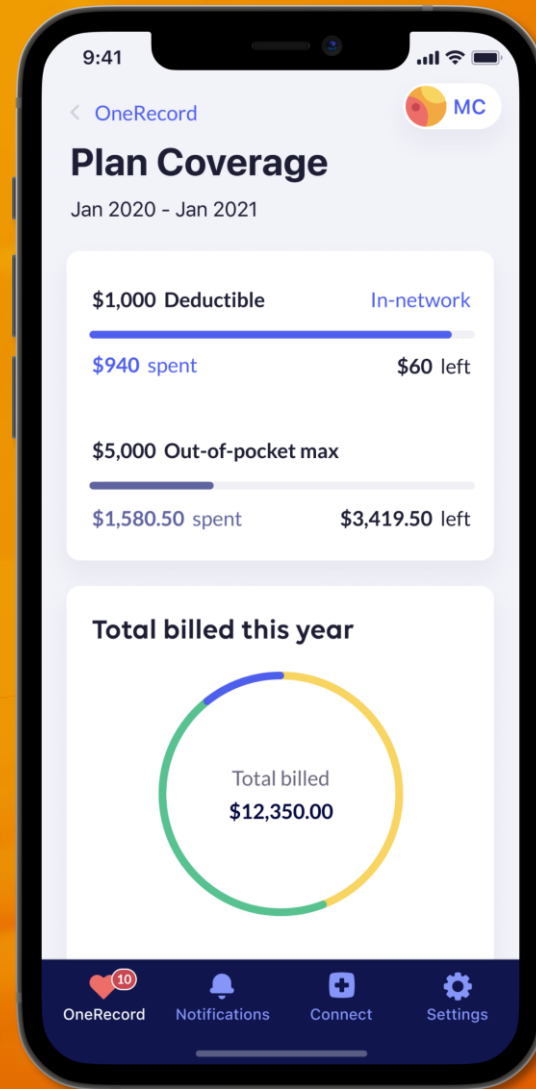 9:41
OneRecord
MC
Plan Coverage
Jan 2020 - Jan 2021
$1,000 Deductible In-network
$940 spent $60 left
$5,000 Out-of-pocket max
$1,580.50 spent $3,419.50 left
Total billed this year
Total billed
$12,350.00
10
OneRecord Notifications Connect Settings